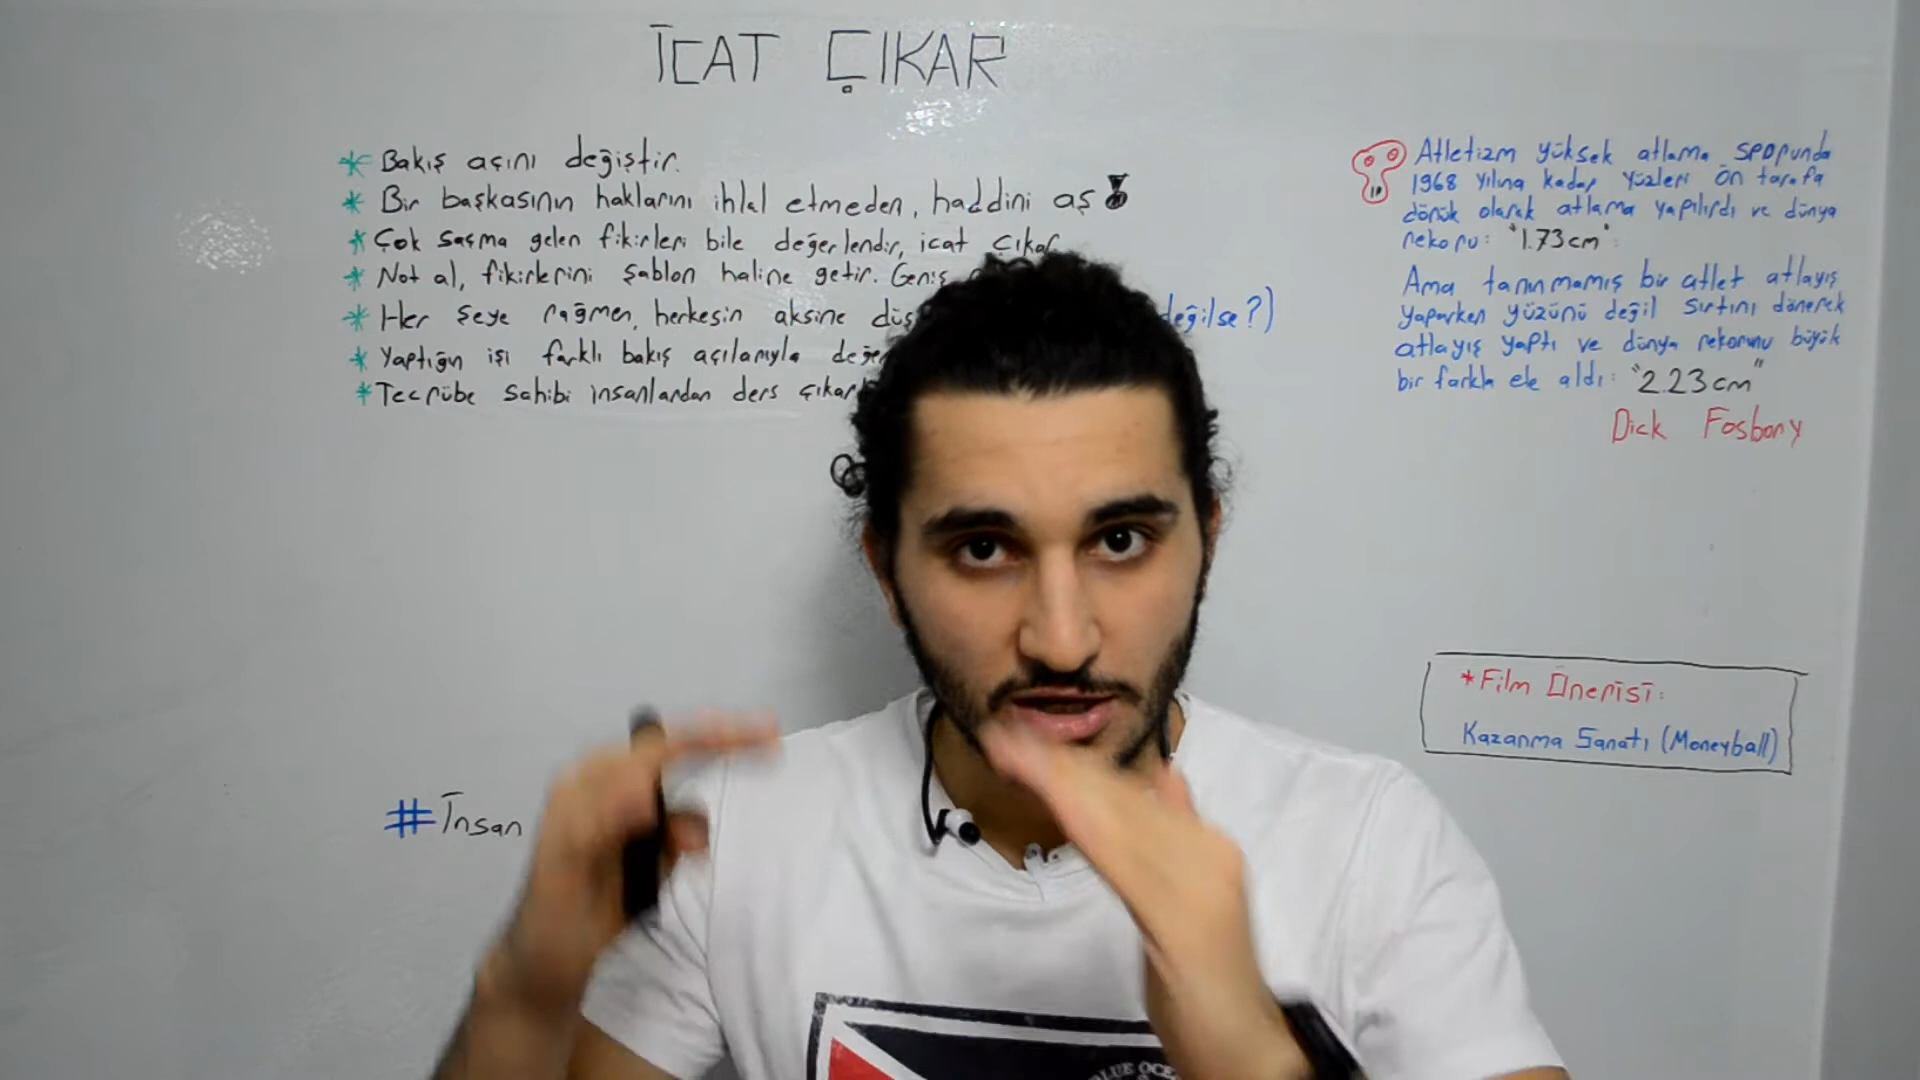 İCAT ÇIKAR
* Bakış açını değiştir.
* Bir başkasının haklarını ihlal etmeden, haddini aş
* Çok saçma gelen fikirleri bile değerlendir, icat çıkar
* Not al, fikirlerini şablon haline getir. Geniş
* Her şeye rağmen, herkesin aksine düş değilse?)
* Yaptığın işi farklı bakış açılarıyla değer
* Tecrübe sahibi insanlardan ders çıkar
# İnsan
Atletizm yüksek atlama sporunda
1968 yılına kadar yüzleri ön tarafa
dönük olarak atlama yapılırdı ve dünya
rekoru: "1.73cm"
Ama tanınmamış bir atlet atlayış
yaparken yüzünü değil sırtını dönerek
atlayış yaptı ve dünya rekorunu büyük
bir farkla ele aldı: "2.23cm"
Dick Fosbony
* Film Önerisi:
Kazanma Sanatı (Moneyball)